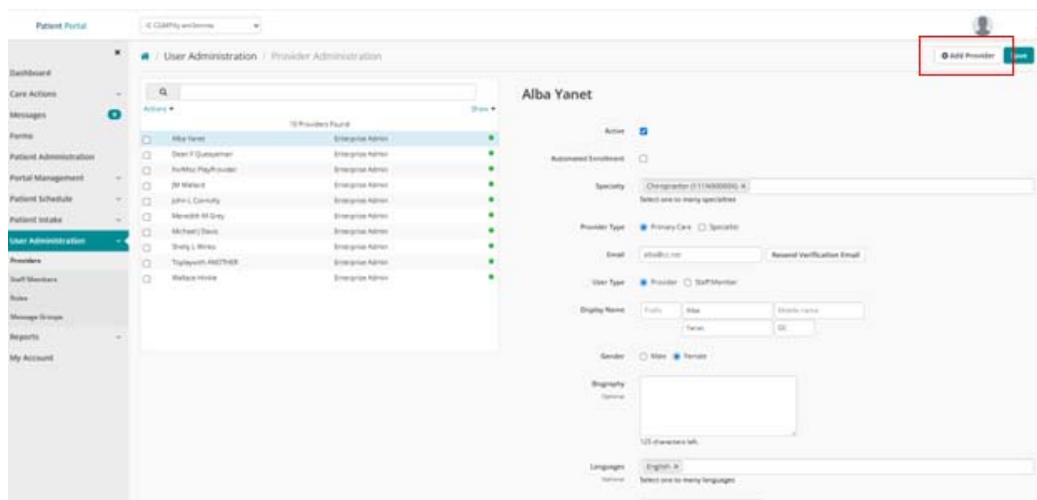 Patient Portal
User Administration / Provider Administration
Add Provider
Save
Dashboard
Care Actions
Messages
Forms
Patient Administration
Portal Management
Patient Schedule
Patient Intake
User Administration
Providers
Staff Members
Roles
Message Groups
Reports
My Account
Actions
Show
10 Providers Found
Alba Yanet Enterprise Admin
Enterprise Admin
Enterprise Admin
JM Wallace Enterprise Admin
John L Connolly Enterprise Admin
Meredith M Grey Enterprise Admin
Michael J Davis Enterprise Admin
Shelly L Wines Enterprise Admin
Enterprise Admin
Wallace Hinkle Enterprise Admin
Alba Yanet
Active
Automated Enrollment
Specialty
Select one to many specialties
Provider Type Primary Care Specialist
Email Resend Verification Email
User Type Provider Staff Member
Display Name Prefix Alba Middle name
Yanet DC
Gender Male Female
Biography
Optional
125 characters left.
Languages English x
Optional Select one to many languages